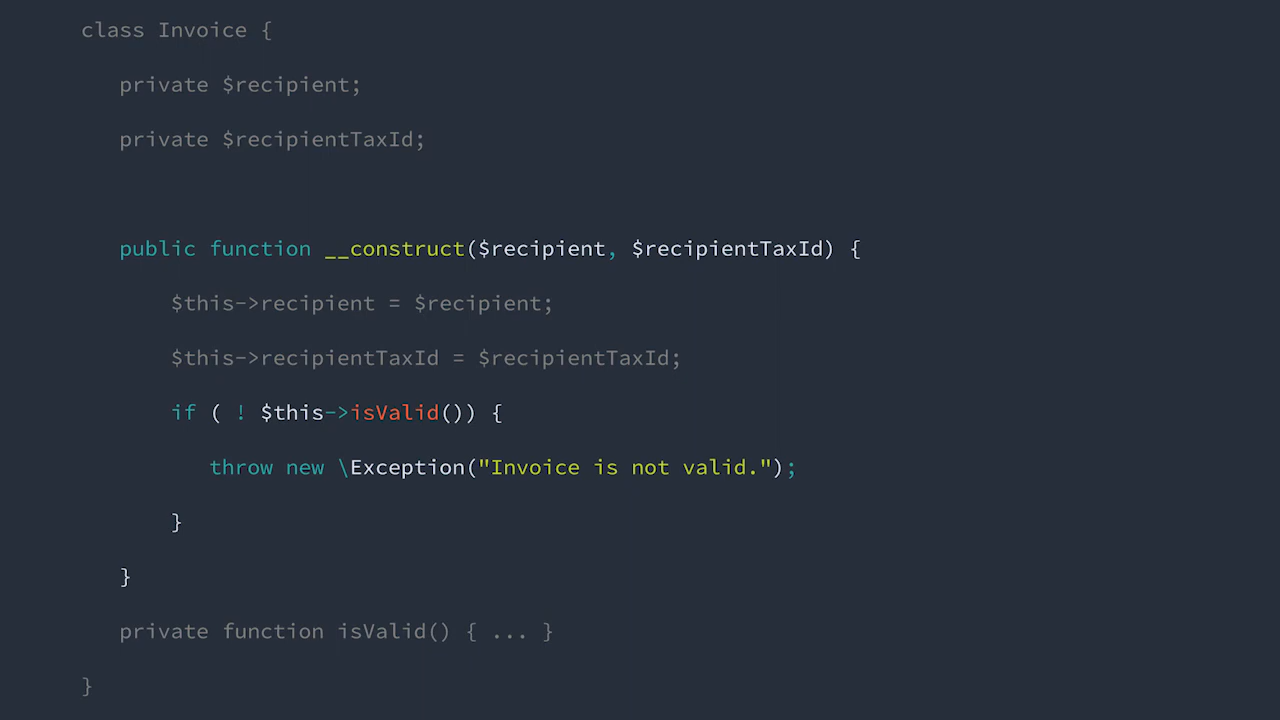 class Invoice {
private $recipient;
private $recipientTaxId;
public function __construct($recipient, $recipientTaxId) {
$this->recipient = $recipient;
$this->recipientTaxId = $recipientTaxId;
if ( ! $this->isValid()) {
throw new \Exception("Invoice is not valid.");
}
}
private function isValid() { ... }
}